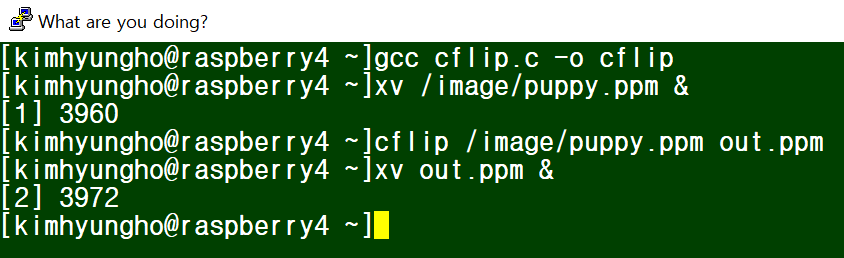 What are you doing?
[kimhyungho@raspberry4 ~]gcc cflip.c -o cflip
[kimhyungho@raspberry4 ~]xv /image/puppy.ppm &
[1] 3960
[kimhyungho@raspberry4 ~]cflip /image/puppy.ppm out.ppm
[kimhyungho@raspberry4 ~]xv out.ppm &
[2] 3972
[kimhyungho@raspberry4 ~]